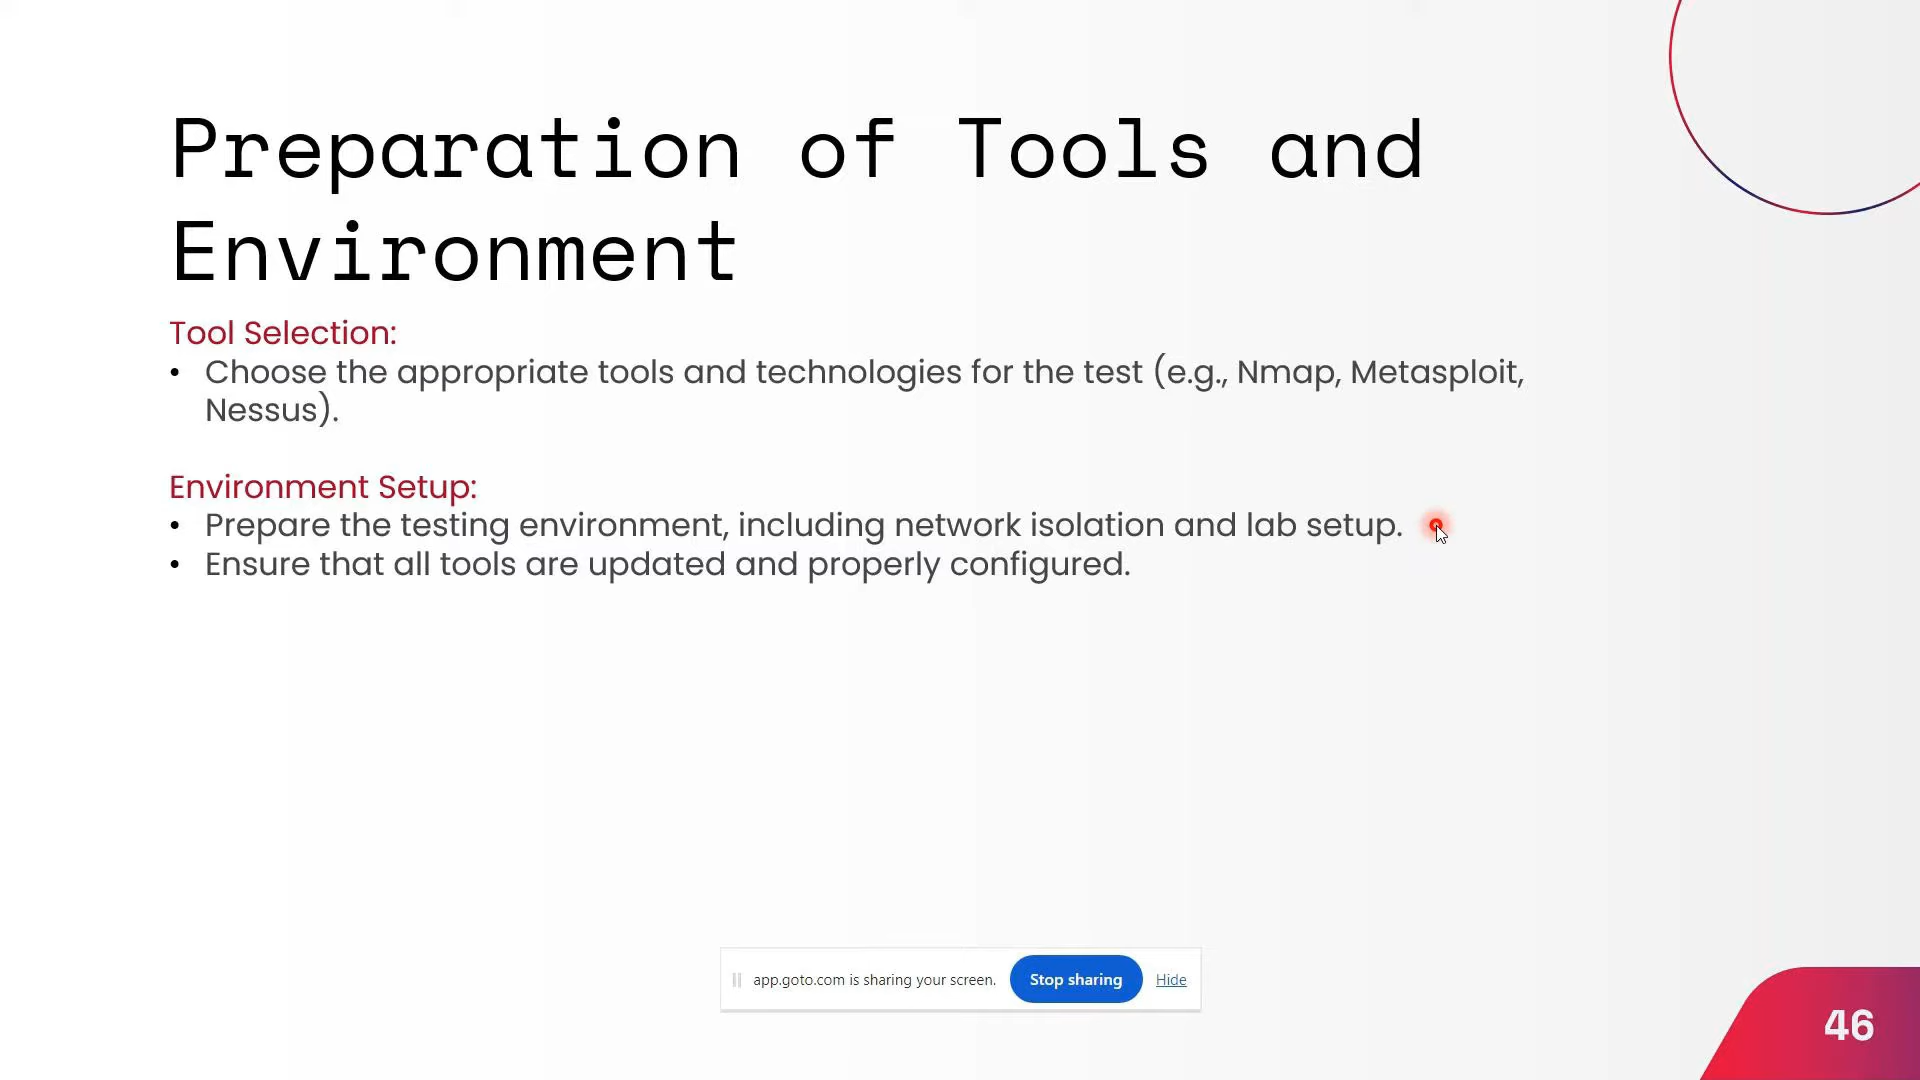 Preparation of Tools and
Environment
Tool Selection:
• Choose the appropriate tools and technologies for the test (e.g., Nmap, Metasploit,
Nessus).
Environment Setup:
• Prepare the testing environment, including network isolation and lab setup.
• Ensure that all tools are updated and properly configured.
app.goto.com is sharing your screen. Stop sharing Hide
46